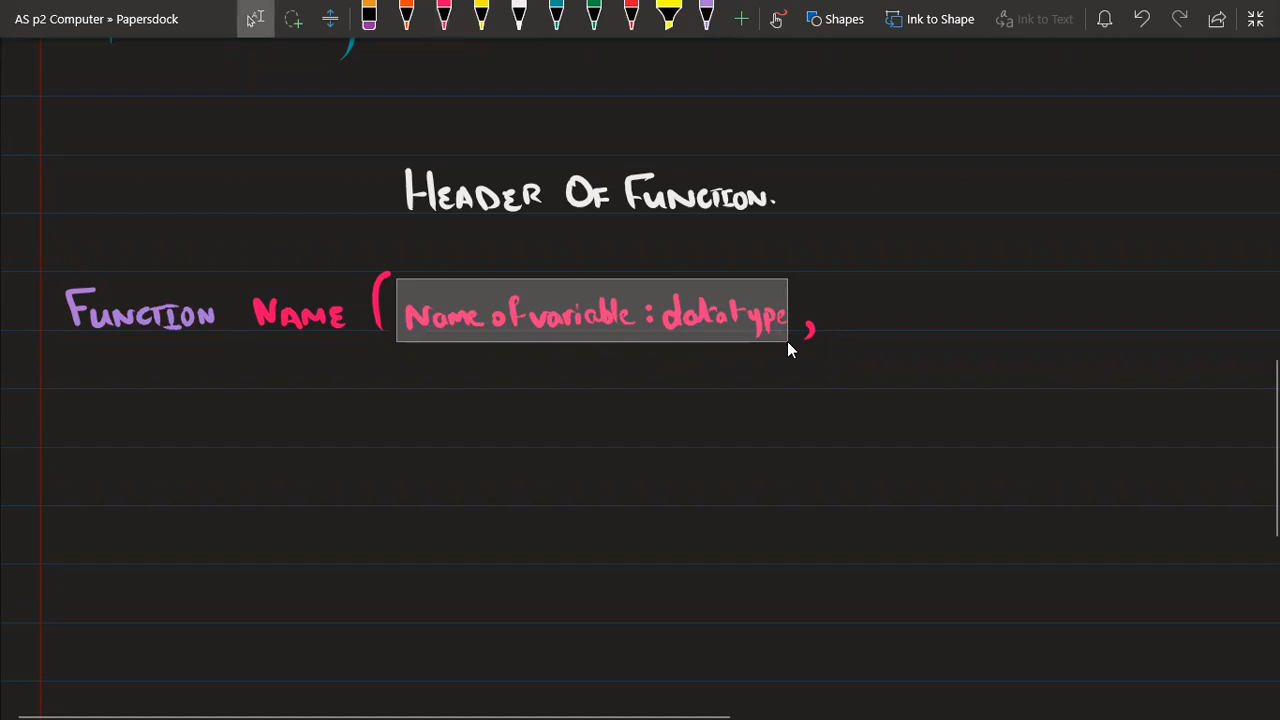 AS p2 Computer » Papersdock
Shapes
Ink to Shape
Ink to Text
HEADER OF FUNCTION.
FUNCTION NAME ( Name of variable : datatype ,